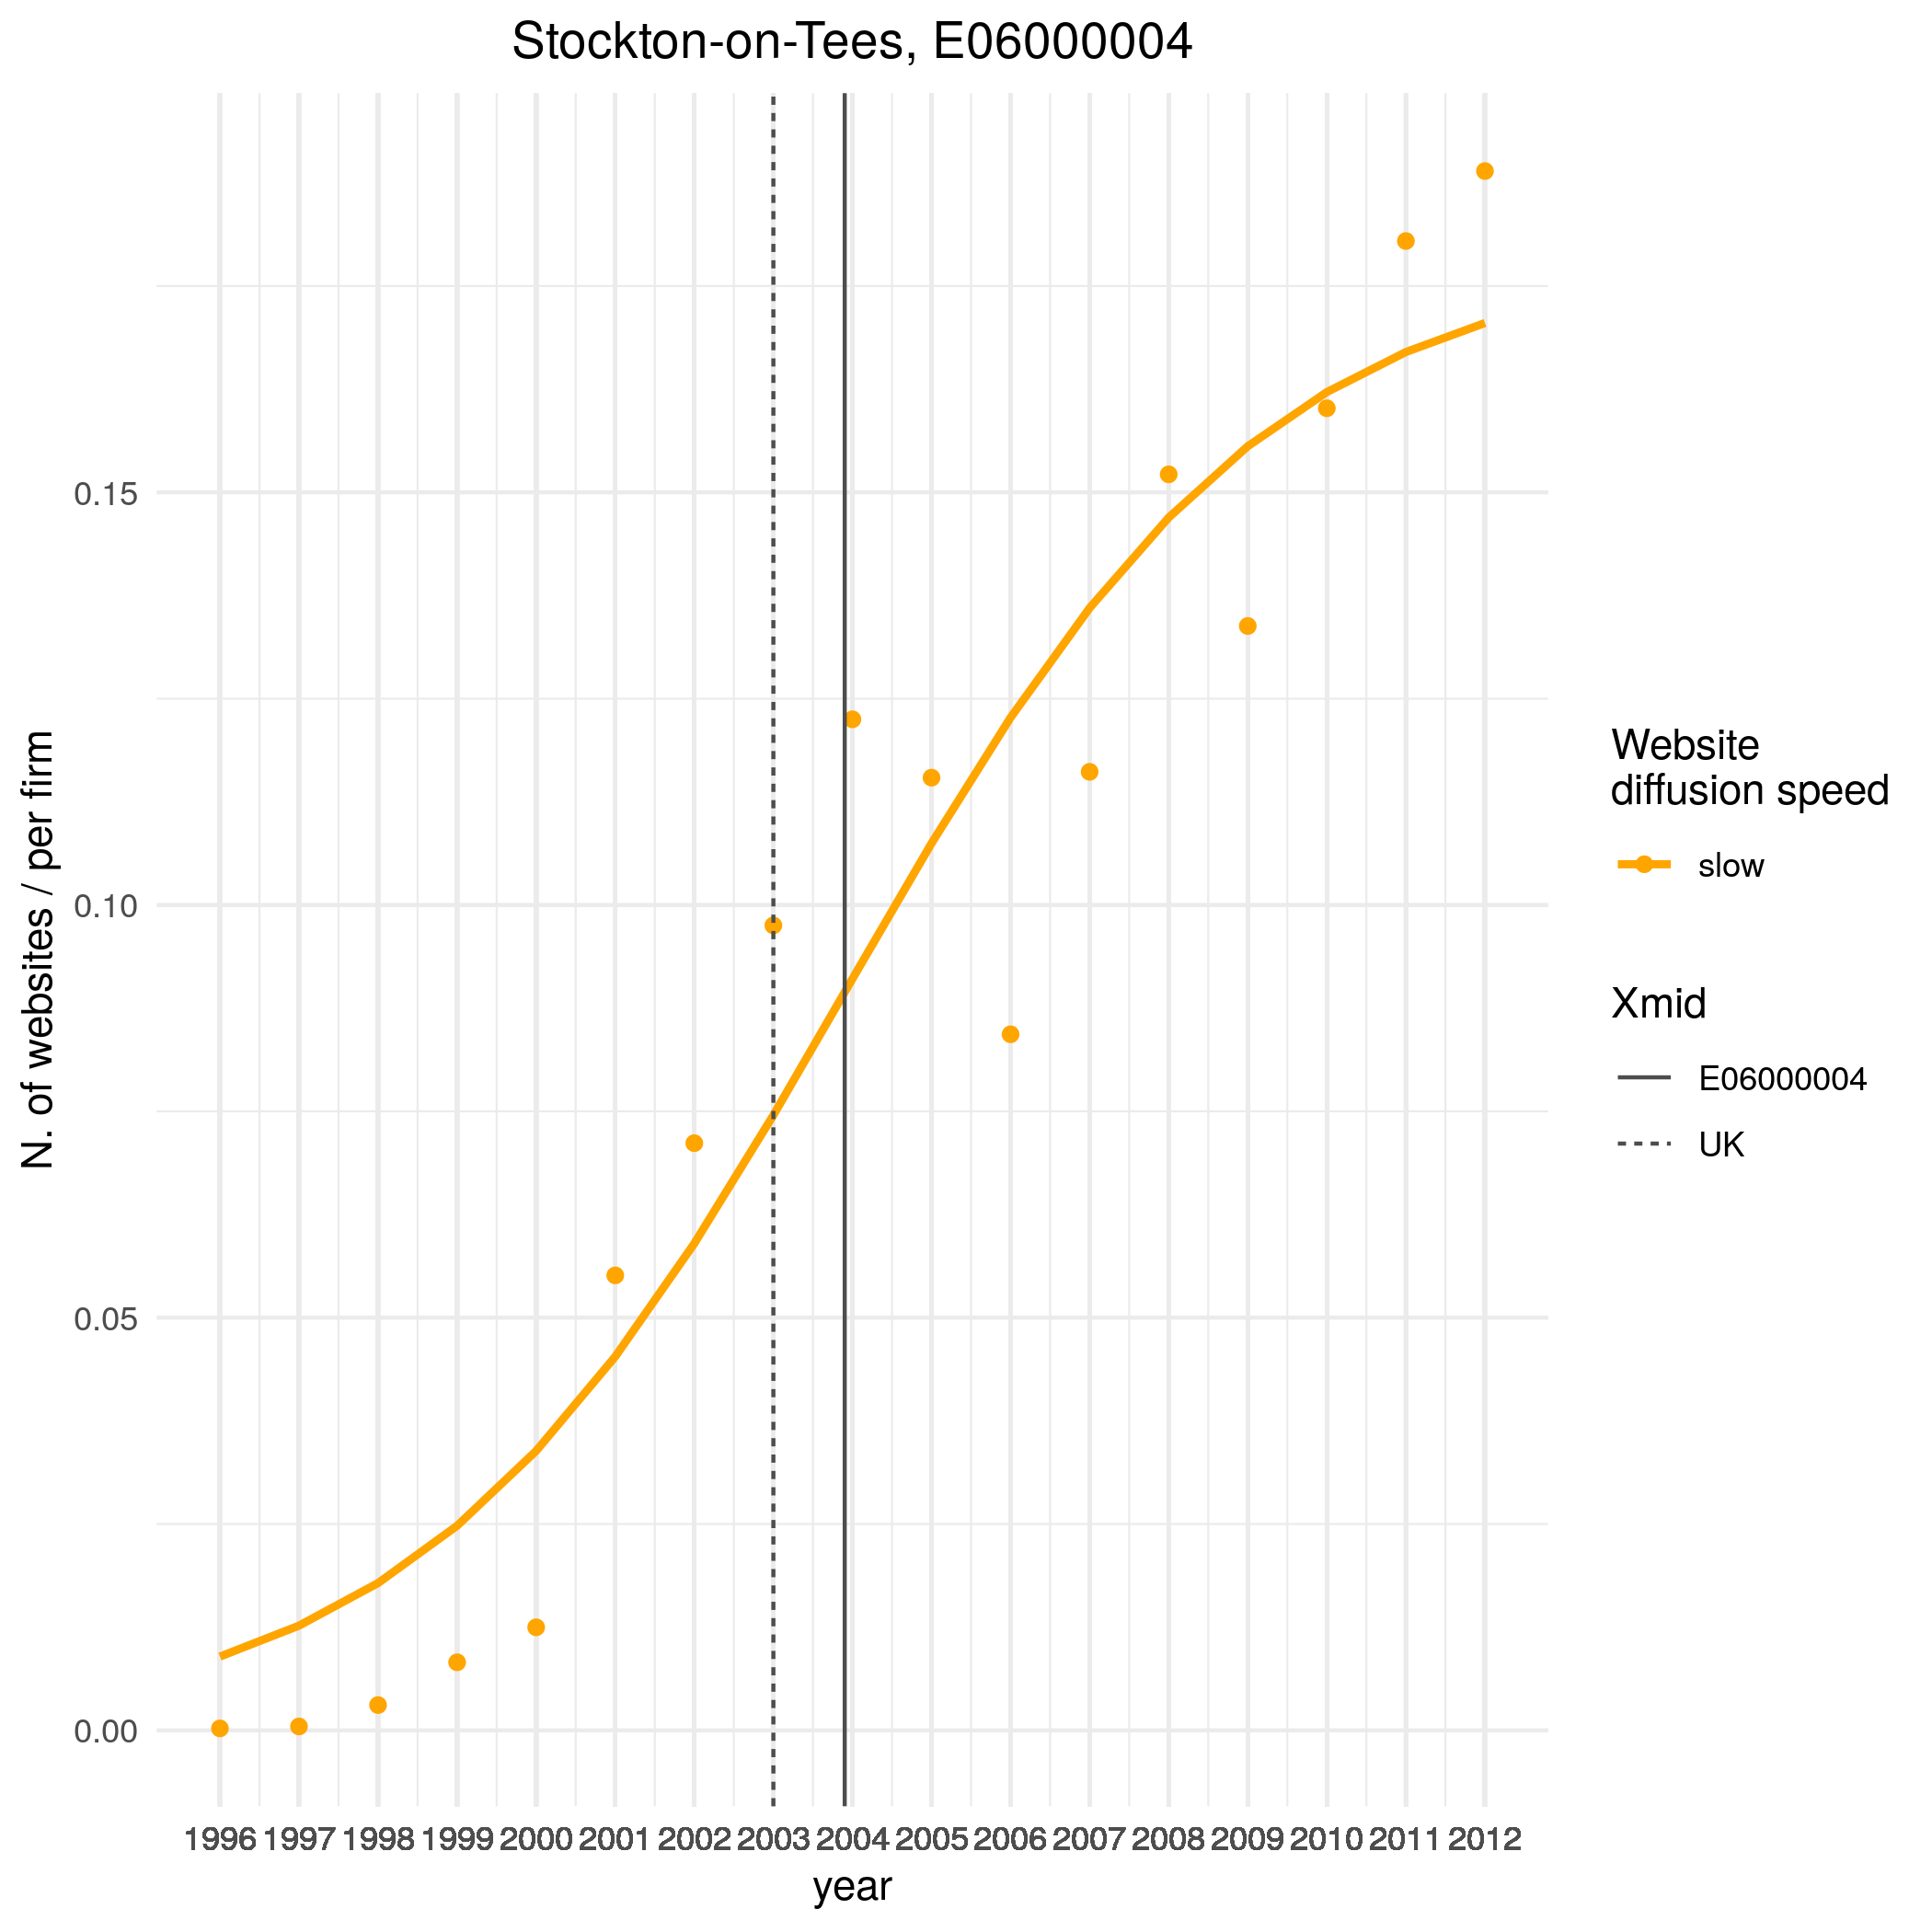 Stockton-on-Tees, E06000004
N. of websites / per firm
0.15
0.10
0.05
0.00
1996 1997 1998 1999 2000 2001 2002 2003 2004 2005 2006 2007 2008 2009 2010 2011 2012
year
Website
diffusion speed
slow
Xmid
E06000004
UK